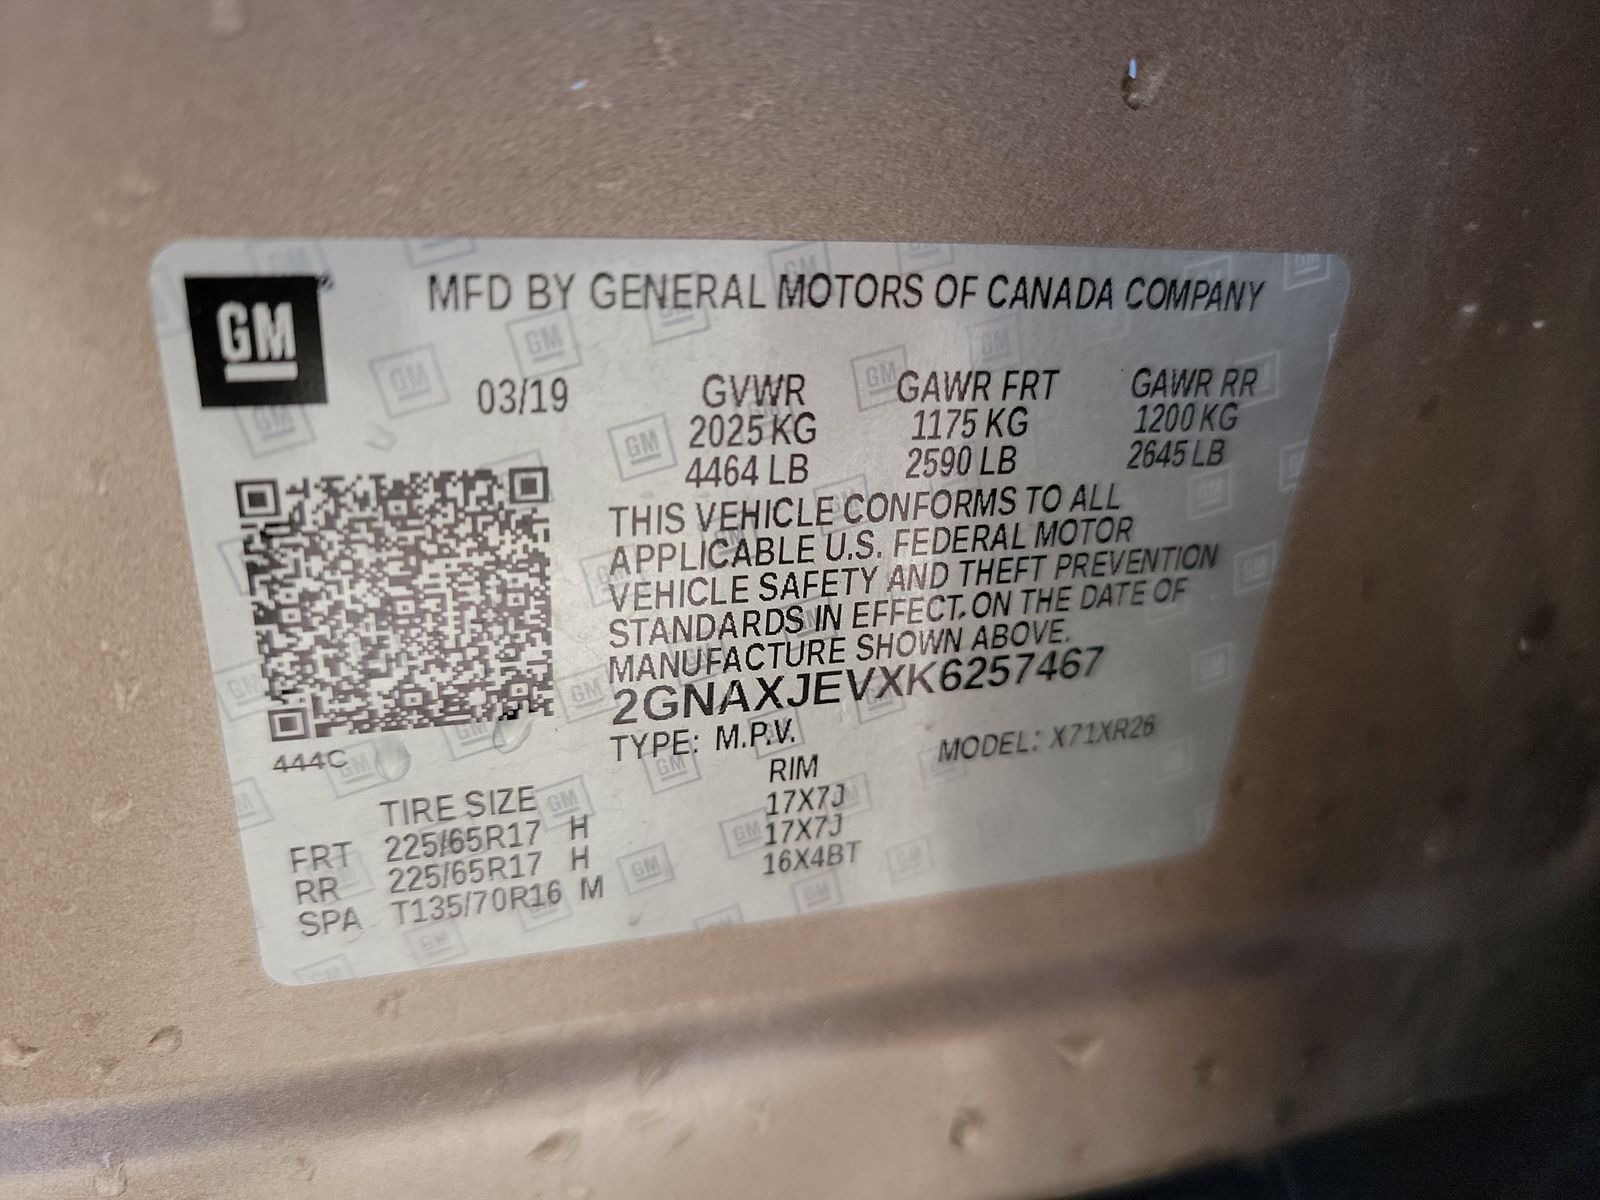 GM
MFD BY GENERAL MOTORS OF CANADA COMPANY
03/19 GVWR GAWR FRT GAWR RR
2025 KG 1175 KG 1200 KG
4464 LB 2590 LB 2645 LB
THIS VEHICLE CONFORMS TO ALL
APPLICABLE U.S. FEDERAL MOTOR
VEHICLE SAFETY AND THEFT PREVENTION
STANDARDS IN EFFECT ON THE DATE OF
MANUFACTURE SHOWN ABOVE.
2GNAXJEVXK6257467
444C
TYPE: M.P.V. MODEL: X71XR26
TIRE SIZE RIM
FRT 225/65R17 H 17X7J
RR 225/65R17 H 17X7J
SPA T135/70R16 M 16X4BT